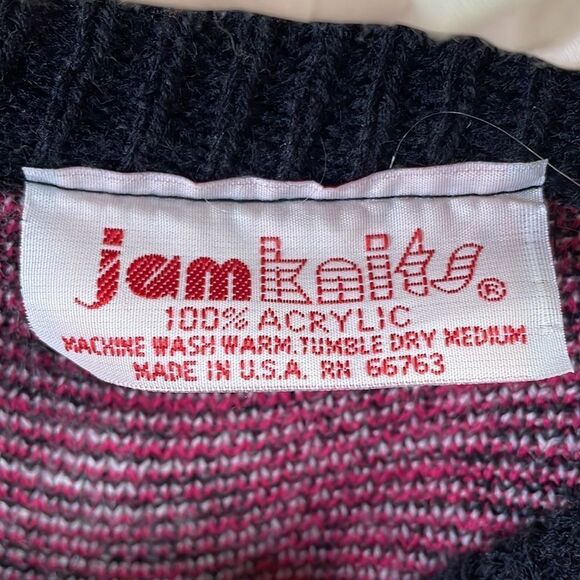 jamknits®
100% ACRYLIC
MACHINE WASH WARM. TUMBLE DRY MEDIUM
MADE IN U.S.A. RN 66763